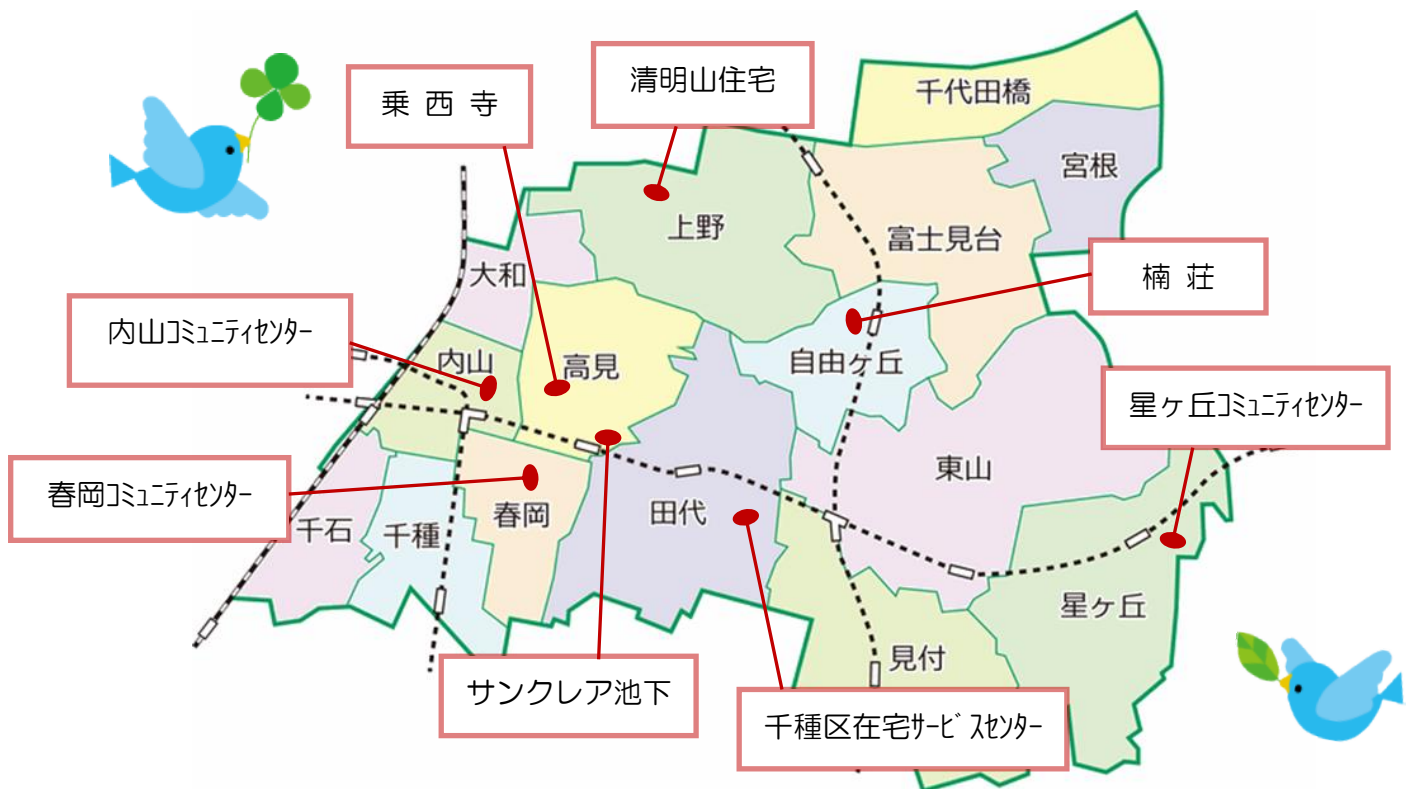 清明山住宅
千代田橋
乗 西 寺
宮根
上野
富士見台
大和
楠 荘
内山コミュニティセンター
内山
高見
自由ヶ丘
星ヶ丘コミュニティセンター
東山
春岡コミュニティセンター
千石
千種
春岡
田代
星ヶ丘
見付
サンクレア池下
千種区在宅サービスセンター